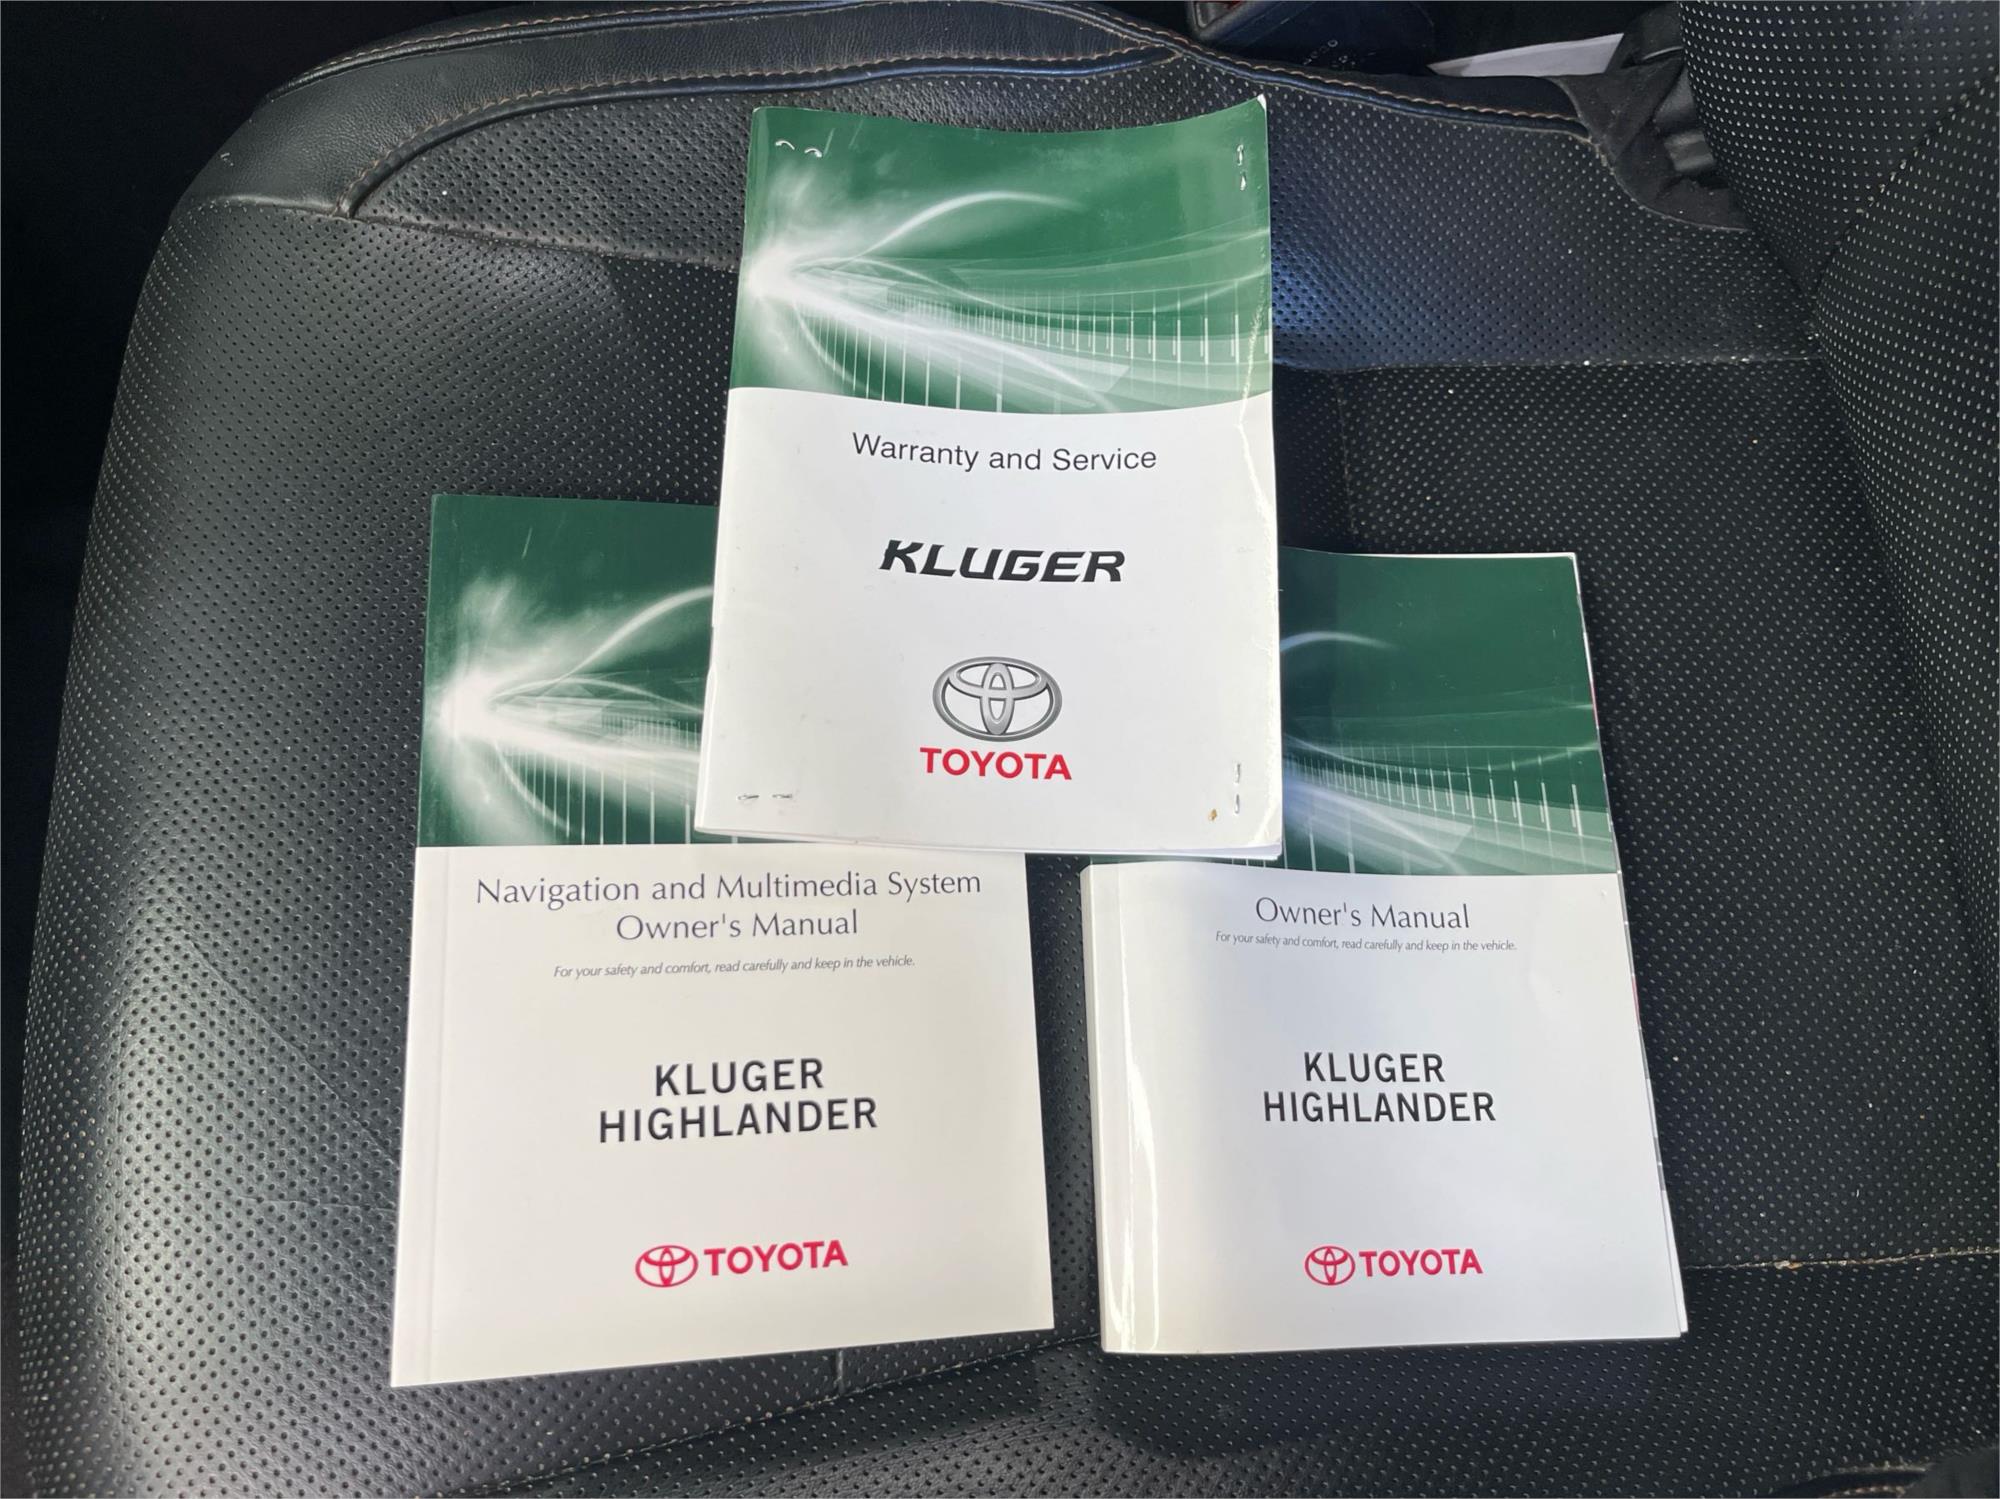 Warranty and Service
KLUGER
TOYOTA
Navigation and Multimedia System
Owner's Manual
For your safety and comfort, read carefully and keep in the vehicle.
KLUGER
HIGHLANDER
TOYOTA
Owner's Manual
For your safety and comfort, read carefully and keep in the vehicle.
KLUGER
HIGHLANDER
TOYOTA